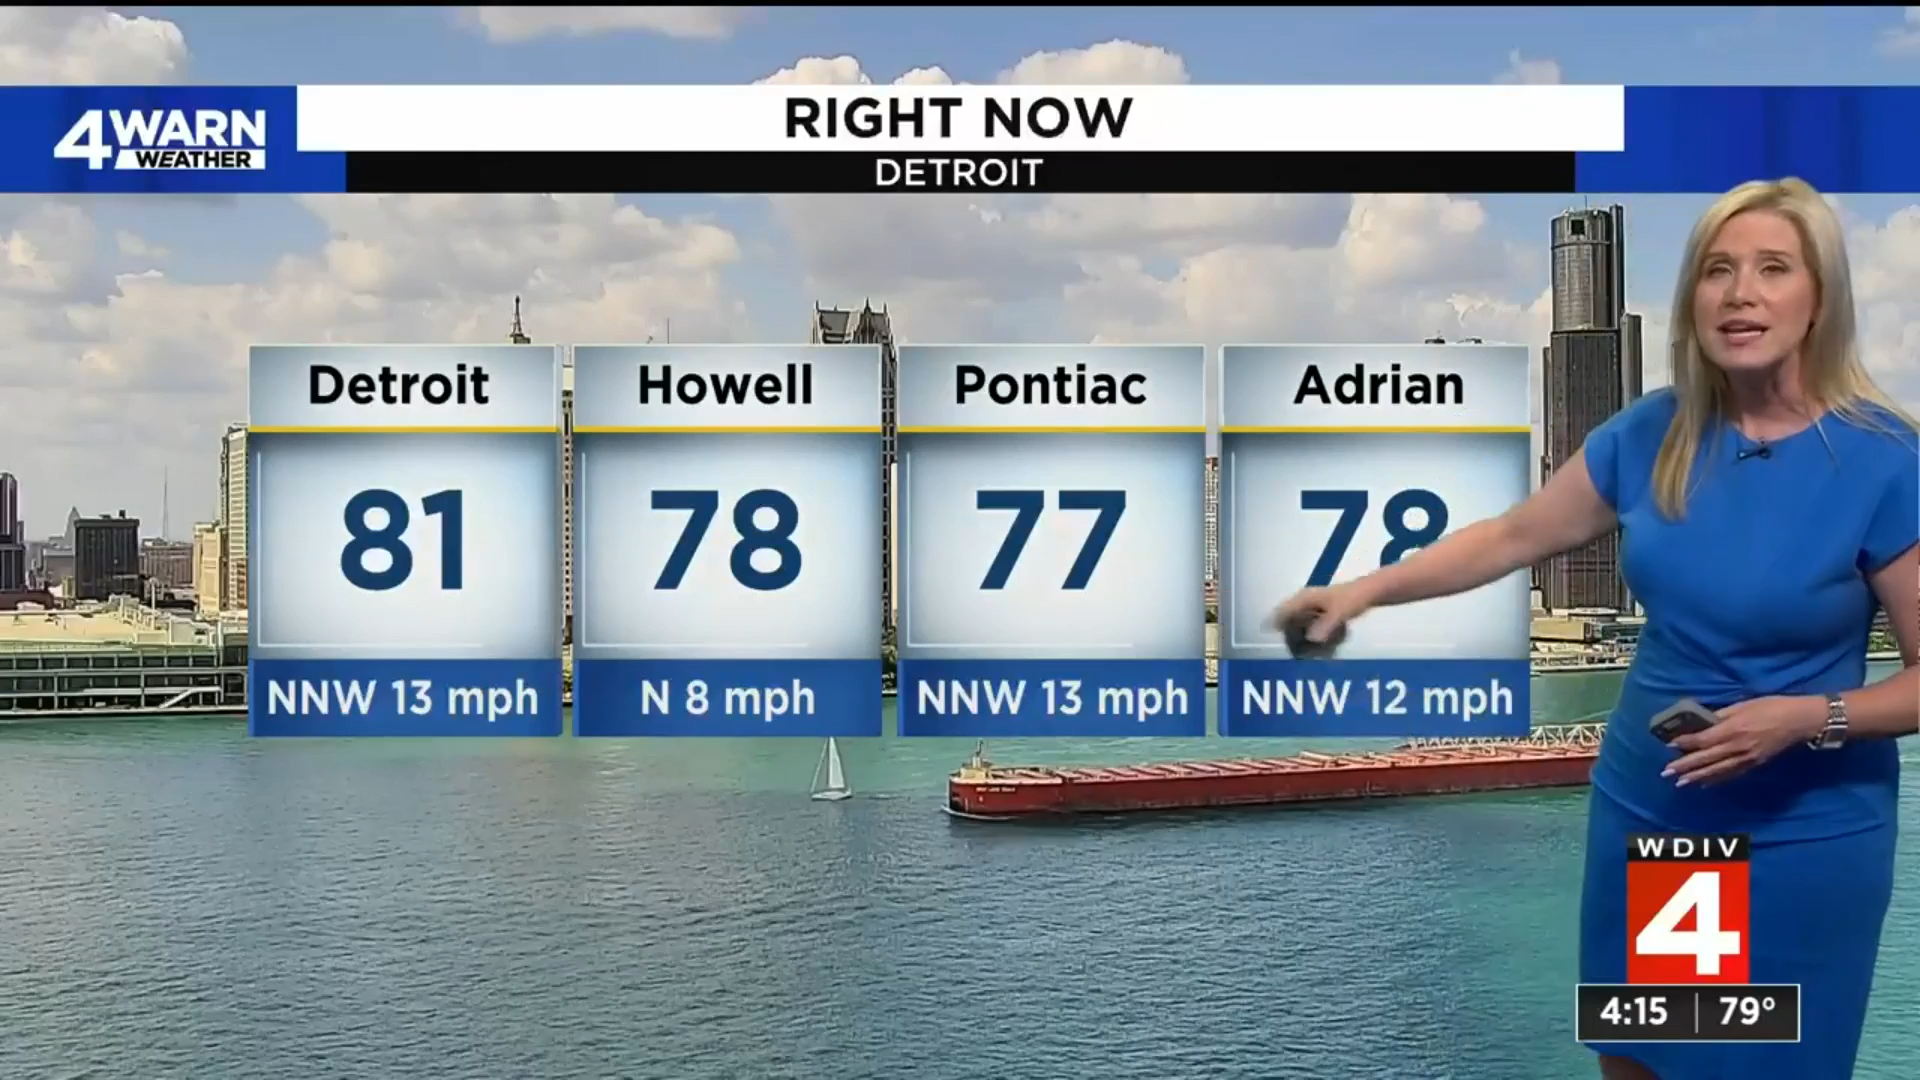 4WARN
WEATHER
RIGHT NOW
DETROIT
Detroit
81
NNW 13 mph
Howell
78
N 8 mph
Pontiac
77
NNW 13 mph
Adrian
78
NNW 12 mph
WDIV
4
4:15 79°